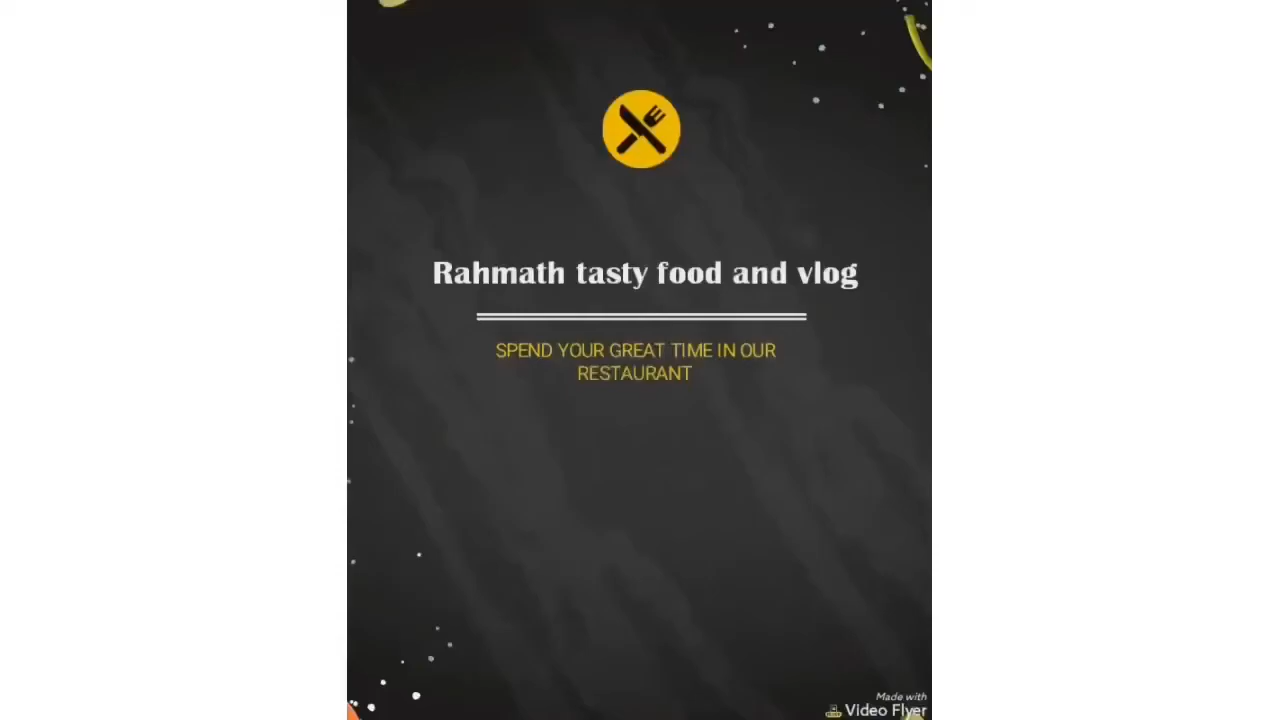 Rahmath tasty food and vlog
SPEND YOUR GREAT TIME IN OUR
RESTAURANT
Made with
Video Flyer